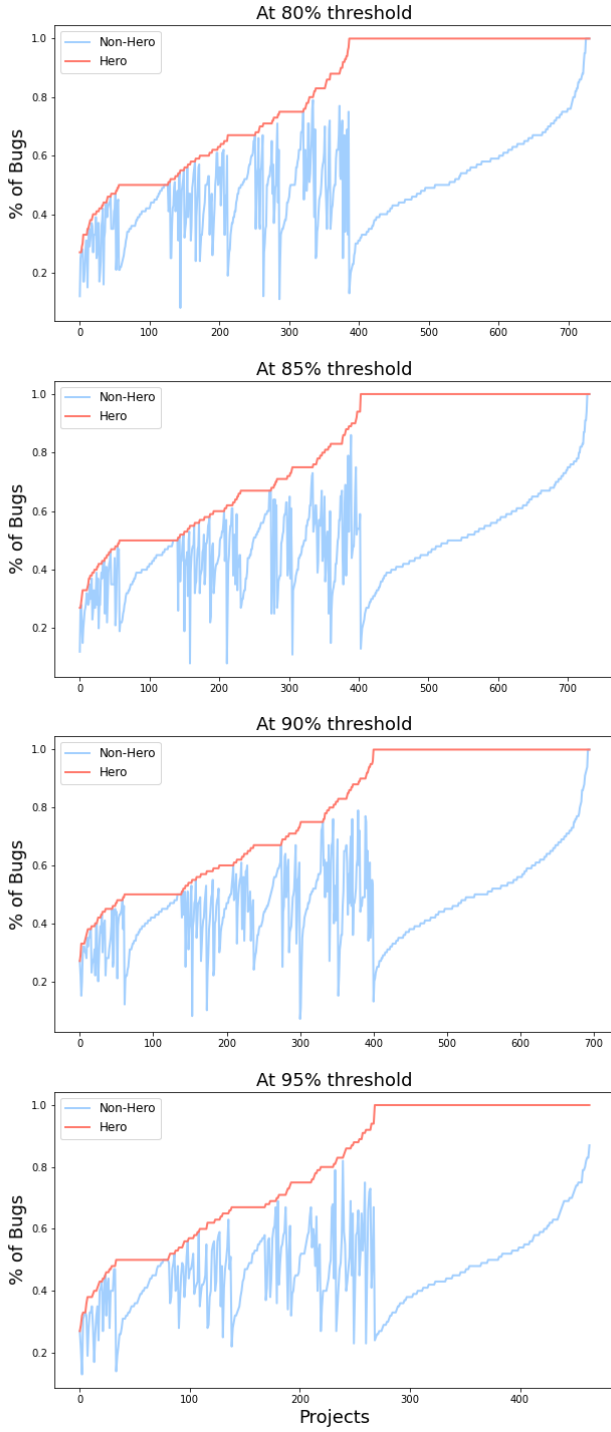 At 80% threshold
% of Bugs
1.0
0.8
0.6
0.4
0.2
Non-Hero
Hero
0 100 200 300 400 500 600 700
At 85% threshold
% of Bugs
1.0
0.8
0.6
0.4
0.2
Non-Hero
Hero
0 100 200 300 400 500 600 700
At 90% threshold
% of Bugs
1.0
0.8
0.6
0.4
0.2
Non-Hero
Hero
0 100 200 300 400 500 600 700
At 95% threshold
% of Bugs
1.0
0.8
0.6
0.4
0.2
Non-Hero
Hero
0 100 200 300 400
Projects